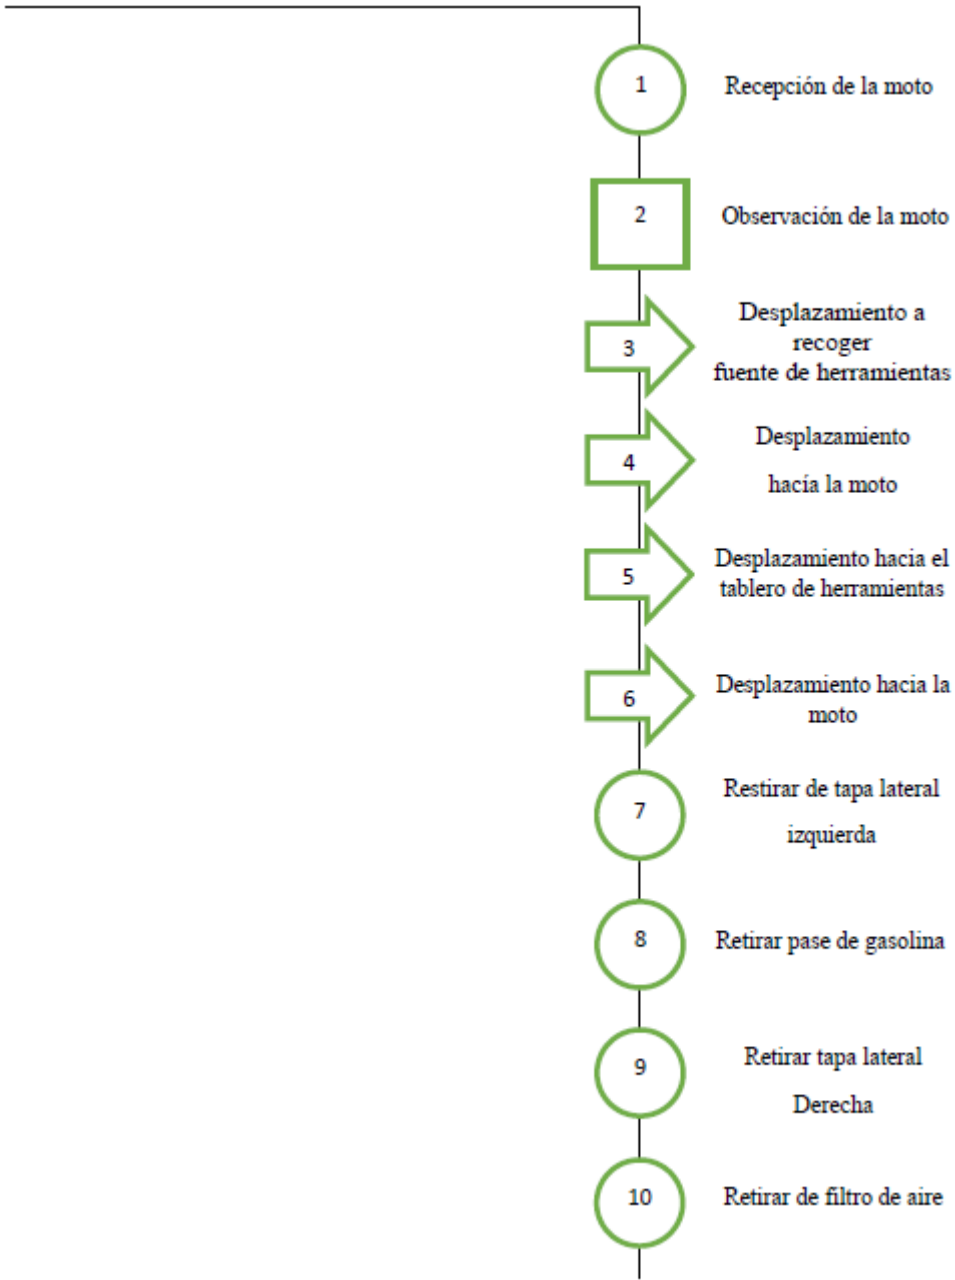 1
Recepción de la moto
2
Observación de la moto
3
Desplazamiento a
recoger
fuente de herramientas
4
Desplazamiento
hacía la moto
5
Desplazamiento hacia el
tablero de herramientas
6
Desplazamiento hacia la
moto
7
Restirar de tapa lateral
izquierda
8
Retirar pase de gasolina
9
Retirar tapa lateral
Derecha
10
Retirar de filtro de aire